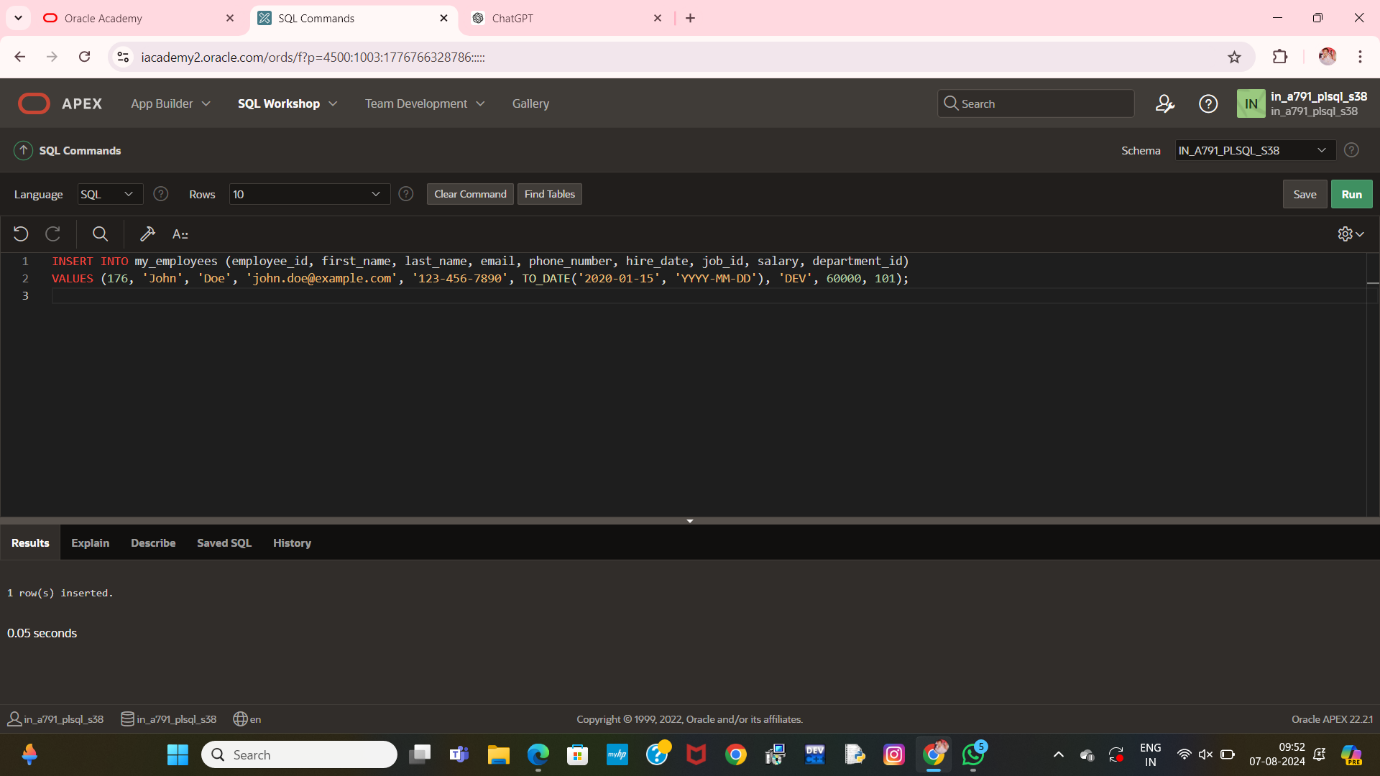 Oracle Academy
SQL Commands
ChatGPT
iacademy2.oracle.com/ords/f?p=4500:1003:1776766328786:::::
APEX App Builder SQL Workshop Team Development Gallery Search IN in_a791_plsql_s38
in_a791_plsql_s38
SQL Commands Schema IN_A791_PLSQL_S38
Language SQL Rows 10 Clear Command Find Tables Save Run
A::
1 INSERT INTO my_employees (employee_id, first_name, last_name, email, phone_number, hire_date, job_id, salary, department_id)
2 VALUES (176, 'John', 'Doe', 'john.doe@example.com', '123-456-7890', TO_DATE('2020-01-15', 'YYYY-MM-DD'), 'DEV', 60000, 101);
3
Results Explain Describe Saved SQL History
1 row(s) inserted.
0.05 seconds
in_a791_plsql_s38 in_a791_plsql_s38 en Copyright © 1999, 2022, Oracle and/or its affiliates. Oracle APEX 22.2.1
Search myhp DEV 5 ENG 09:52 PRE
IN 07-08-2024